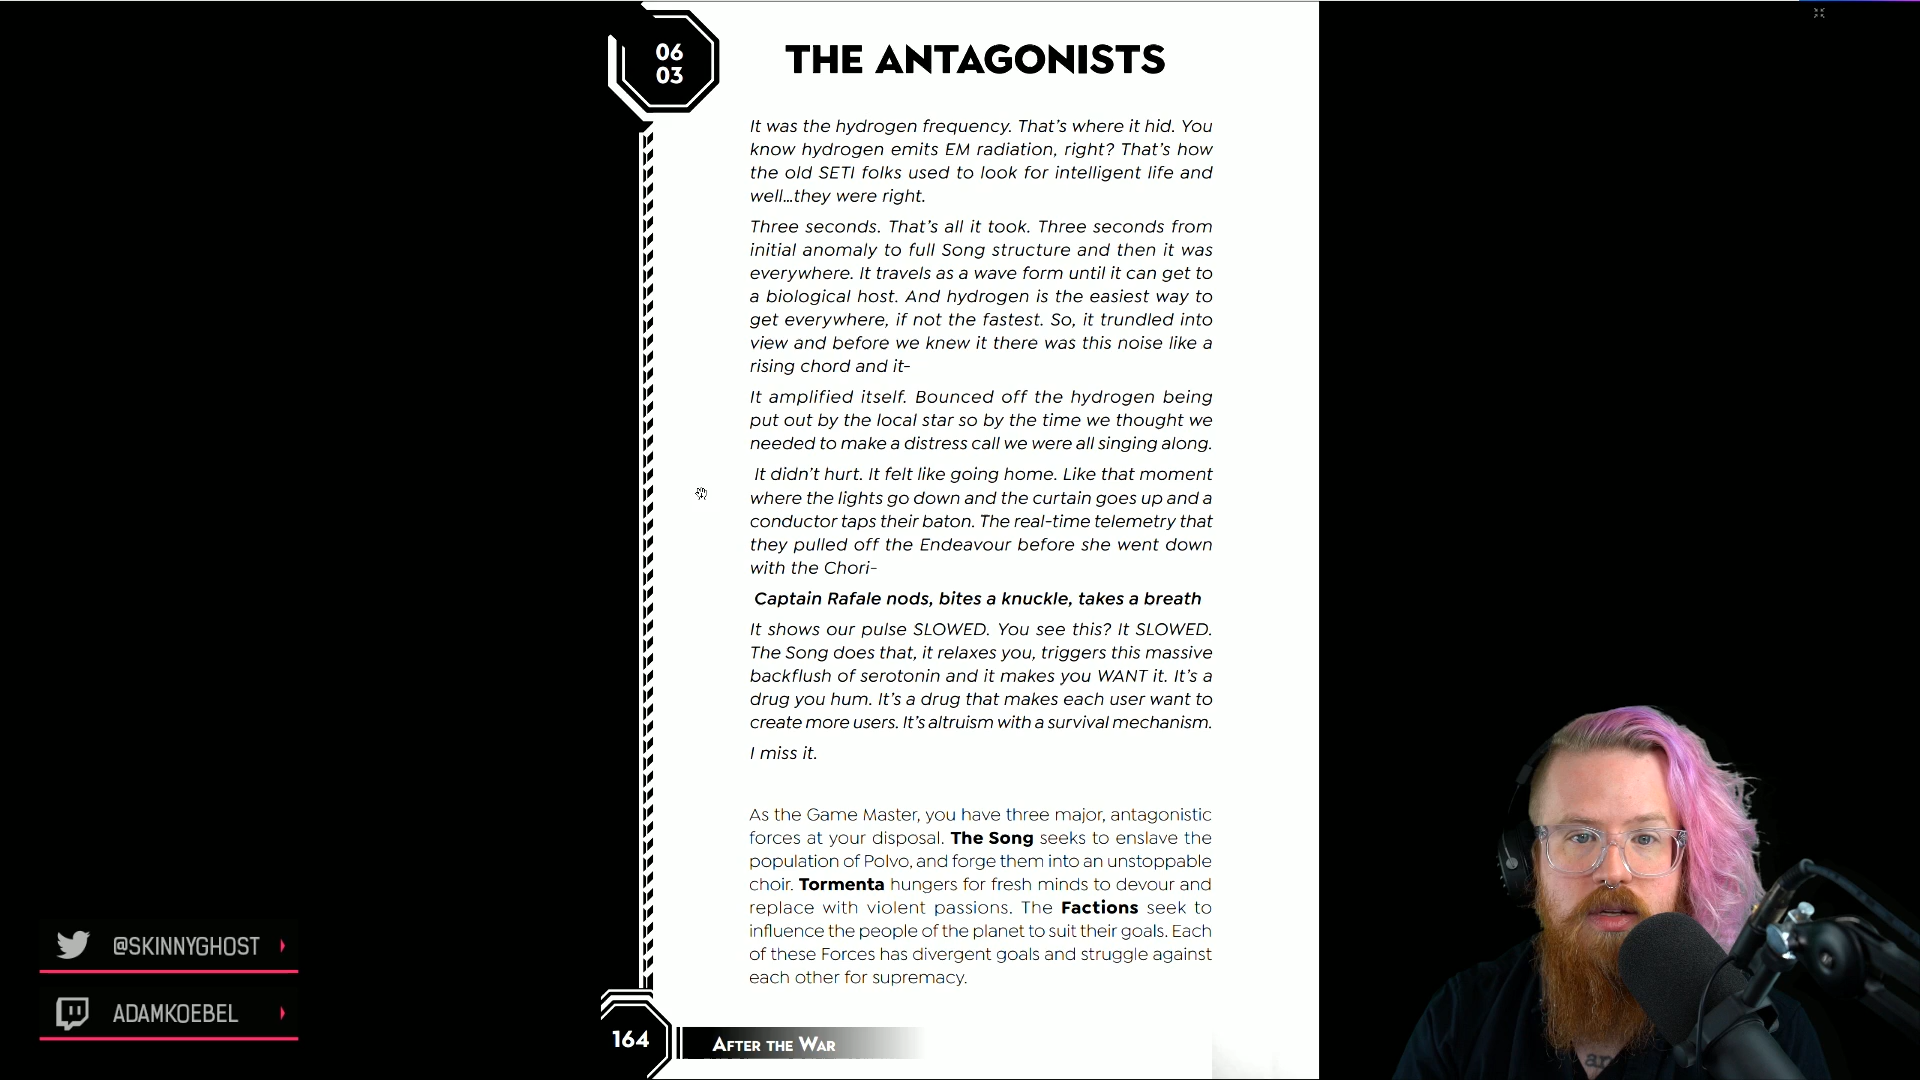 06
03
THE ANTAGONISTS
It was the hydrogen frequency. That's where it hid. You
know hydrogen emits EM radiation, right? That's how
the old SETI folks used to look for intelligent life and
well...they were right.
Three seconds. That's all it took. Three seconds from
initial anomaly to full Song structure and then it was
everywhere. It travels as a wave form until it can get to
a biological host. And hydrogen is the easiest way to
get everywhere, if not the fastest. So, it trundled into
view and before we knew it there was this noise like a
rising chord and it-
It amplified itself. Bounced off the hydrogen being
put out by the local star so by the time we thought we
needed to make a distress call we were all singing along.
It didn't hurt. It felt like going home. Like that moment
where the lights go down and the curtain goes up and a
conductor taps their baton. The real-time telemetry that
they pulled off the Endeavour before she went down
with the Chori-
Captain Rafale nods, bites a knuckle, takes a breath
It shows our pulse SLOWED. You see this? It SLOWED.
The Song does that, it relaxes you, triggers this massive
backflush of serotonin and it makes you WANT it. It's a
drug you hum. It's a drug that makes each user want to
create more users. It's altruism with a survival mechanism.
I miss it.
As the Game Master, you have three major, antagonistic
forces at your disposal. The Song seeks to enslave the
population of Polvo, and forge them into an unstoppable
choir. Tormenta hungers for fresh minds to devour and
replace with violent passions. The Factions seek to
influence the people of the planet to suit their goals. Each
of these Forces has divergent goals and struggle against
each other for supremacy.
164
AFTER THE WAR
@SKINNYGHOST
ADAMKOEBEL